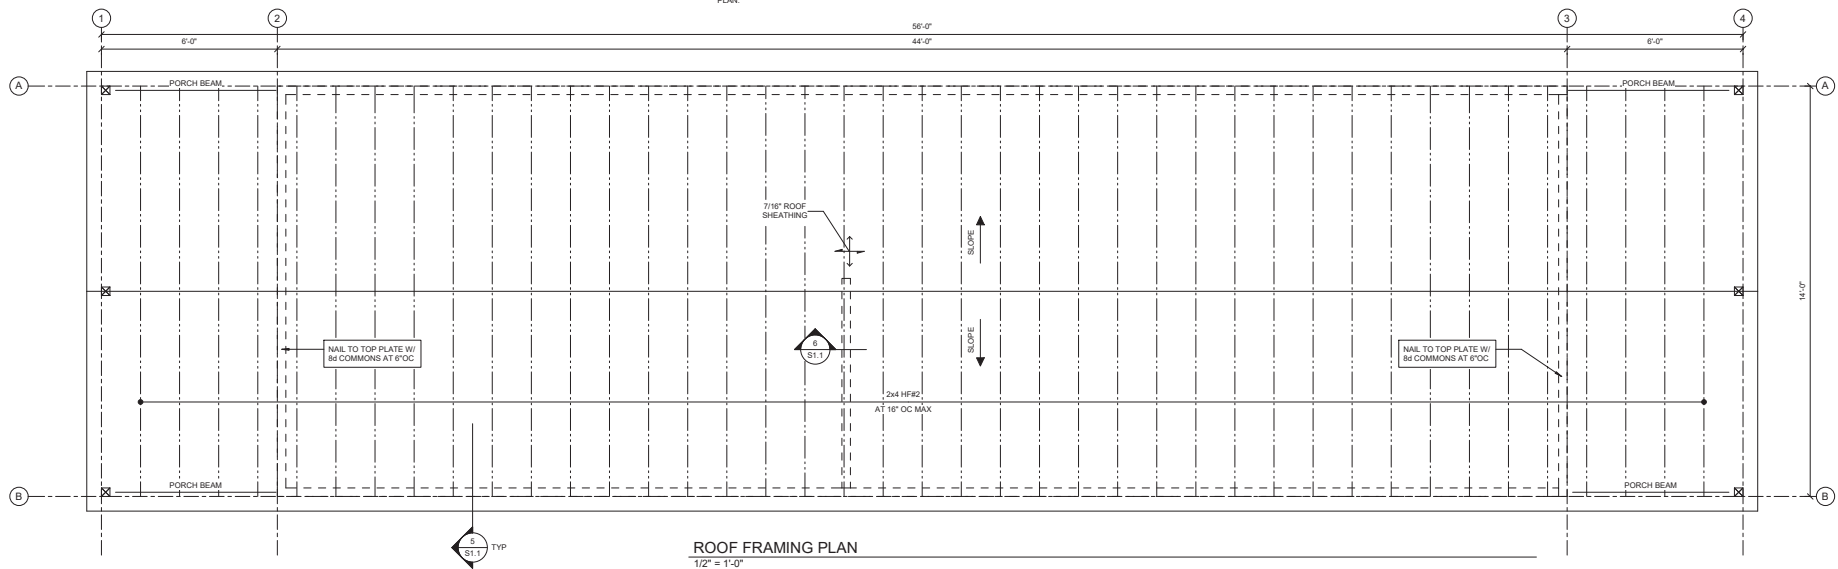 PLAN.
1
2
3
4
56'-0"
6'-0"
44'-0"
6'-0"
A
PORCH BEAM
PORCH BEAM
A
7/16" ROOF
SHEATHING
SLOPE
14'-0"
SLOPE
NAIL TO TOP PLATE W/
8d COMMONS AT 6"OC
6
S1.1
NAIL TO TOP PLATE W/
8d COMMONS AT 6"OC
2x4 HF#2
AT 16" OC MAX
B
PORCH BEAM
PORCH BEAM
B
5
S1.1
TYP
ROOF FRAMING PLAN
1/2" = 1'-0"